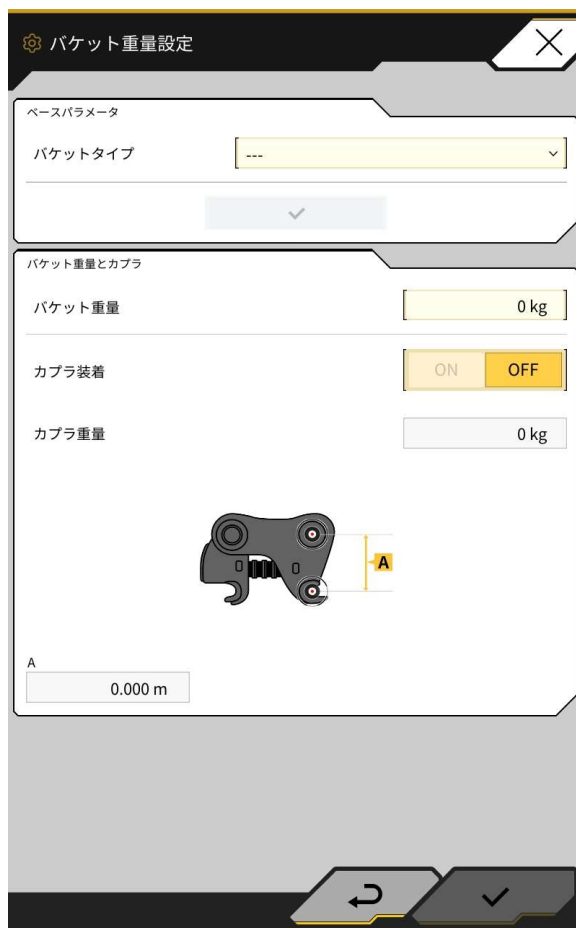 バケット重量設定
ベースパラメータ
バケットタイプ
---
バケット重量とカプラ
バケット重量
0 kg
カプラ装着
ON
OFF
カプラ重量
0 kg
A
A
0.000 m